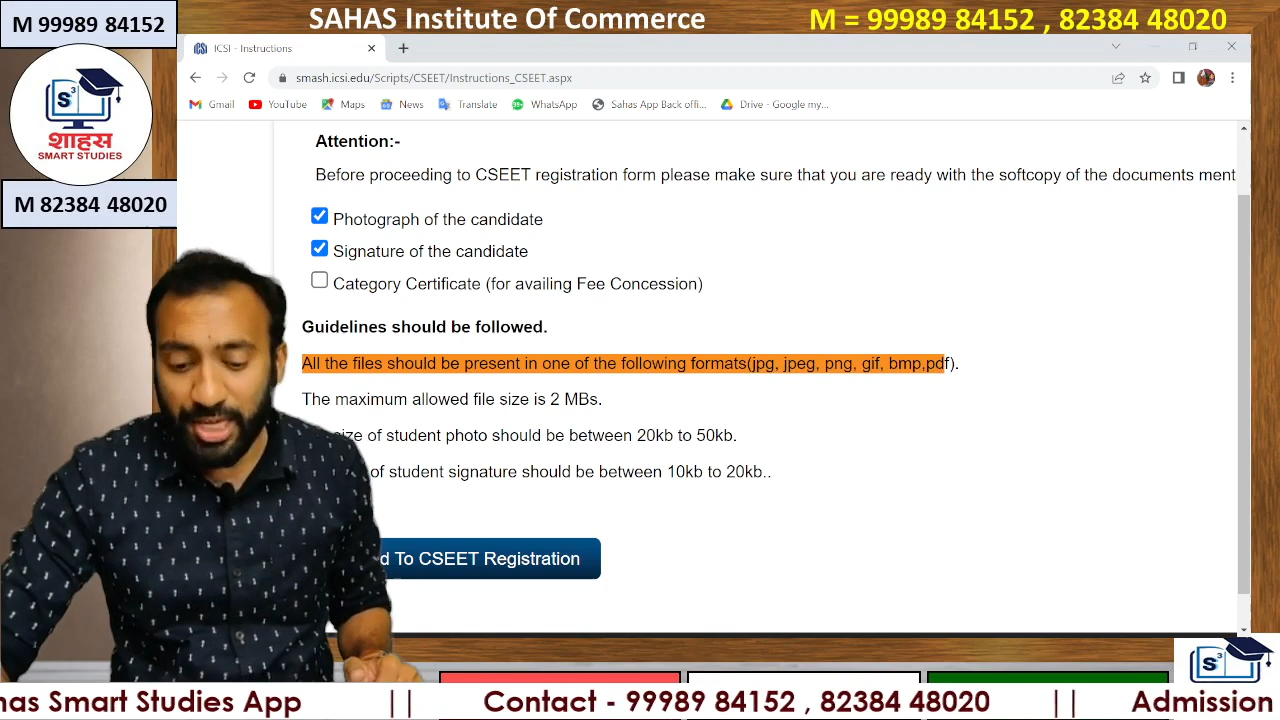 M 99989 84152
SAHAS Institute Of Commerce
M = 99989 84152 , 82384 48020
ICSI - Instructions
smash.icsi.edu/Scripts/CSEET/Instructions_CSEET.aspx
Gmail YouTube Maps News Translate WhatsApp Sahas App Back offi... Drive - Google my...
S3
शाहस
SMART STUDIES
M 82384 48020
Attention:-
Before proceeding to CSEET registration form please make sure that you are ready with the softcopy of the documents ment
Photograph of the candidate
Signature of the candidate
Category Certificate (for availing Fee Concession)
Guidelines should be followed.
All the files should be present in one of the following formats(jpg, jpeg, png, gif, bmp,pdf).
The maximum allowed file size is 2 MBs.
size of student photo should be between 20kb to 50kb.
of student signature should be between 10kb to 20kb..
d To CSEET Registration
S3
has Smart Studies App || Contact - 99989 84152 , 82384 48020 || Admission